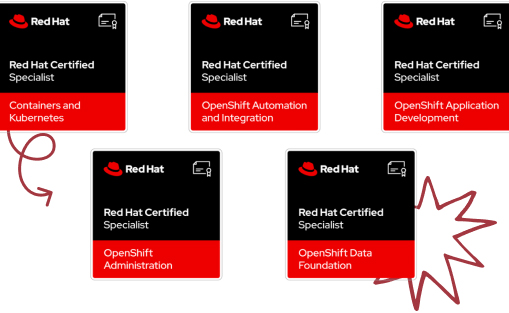 Red Hat
Red Hat Certified
Specialist
Containers and
Kubernetes
Red Hat
Red Hat Certified
Specialist
OpenShift Automation
and Integration
Red Hat
Red Hat Certified
Specialist
OpenShift Application
Development
Red Hat
Red Hat Certified
Specialist
OpenShift
Administration
Red Hat
Red Hat Certified
Specialist
OpenShift Data
Foundation